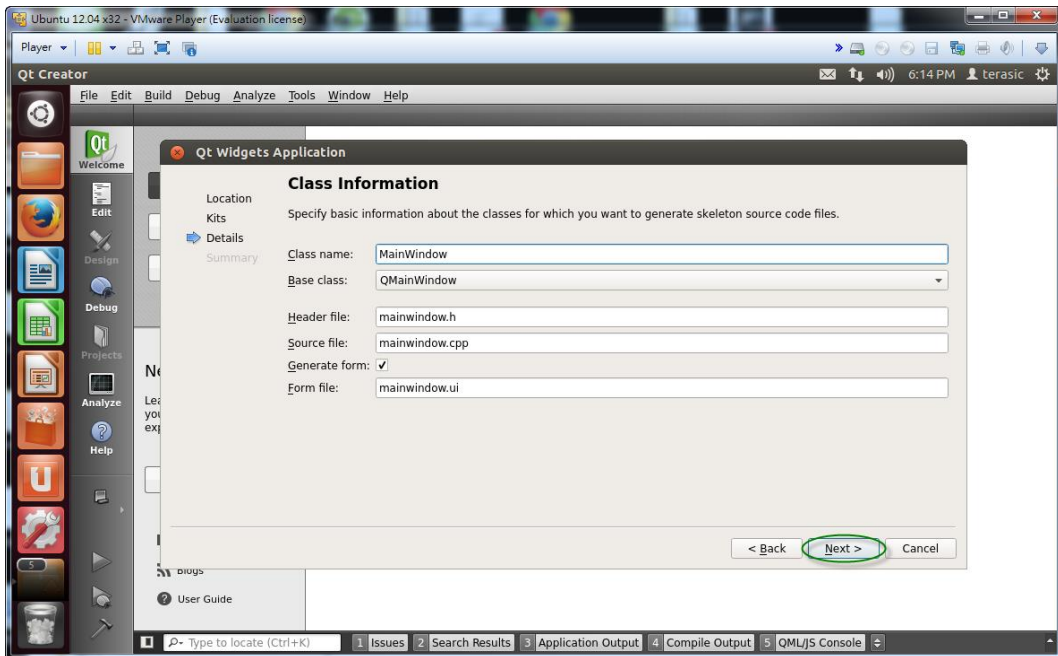 Ubuntu 12.04 x32 - VMware Player (Evaluation license)
Player
Qt Creator
6:14 PM terasic
File Edit Build Debug Analyze Tools Window Help
Qt
Welcome
Edit
Design
Debug
Projects
Analyze
Help
5
Qt Widgets Application
Location
Kits
Details
Summary
Class Information
Specify basic information about the classes for which you want to generate skeleton source code files.
Class name: MainWindow
Base class: QMainWindow
Header file: mainwindow.h
Source file: mainwindow.cpp
Generate form:
Form file: mainwindow.ui
< Back Next > Cancel
User Guide
Type to locate (Ctrl+K) 1 Issues 2 Search Results 3 Application Output 4 Compile Output 5 QML/JS Console